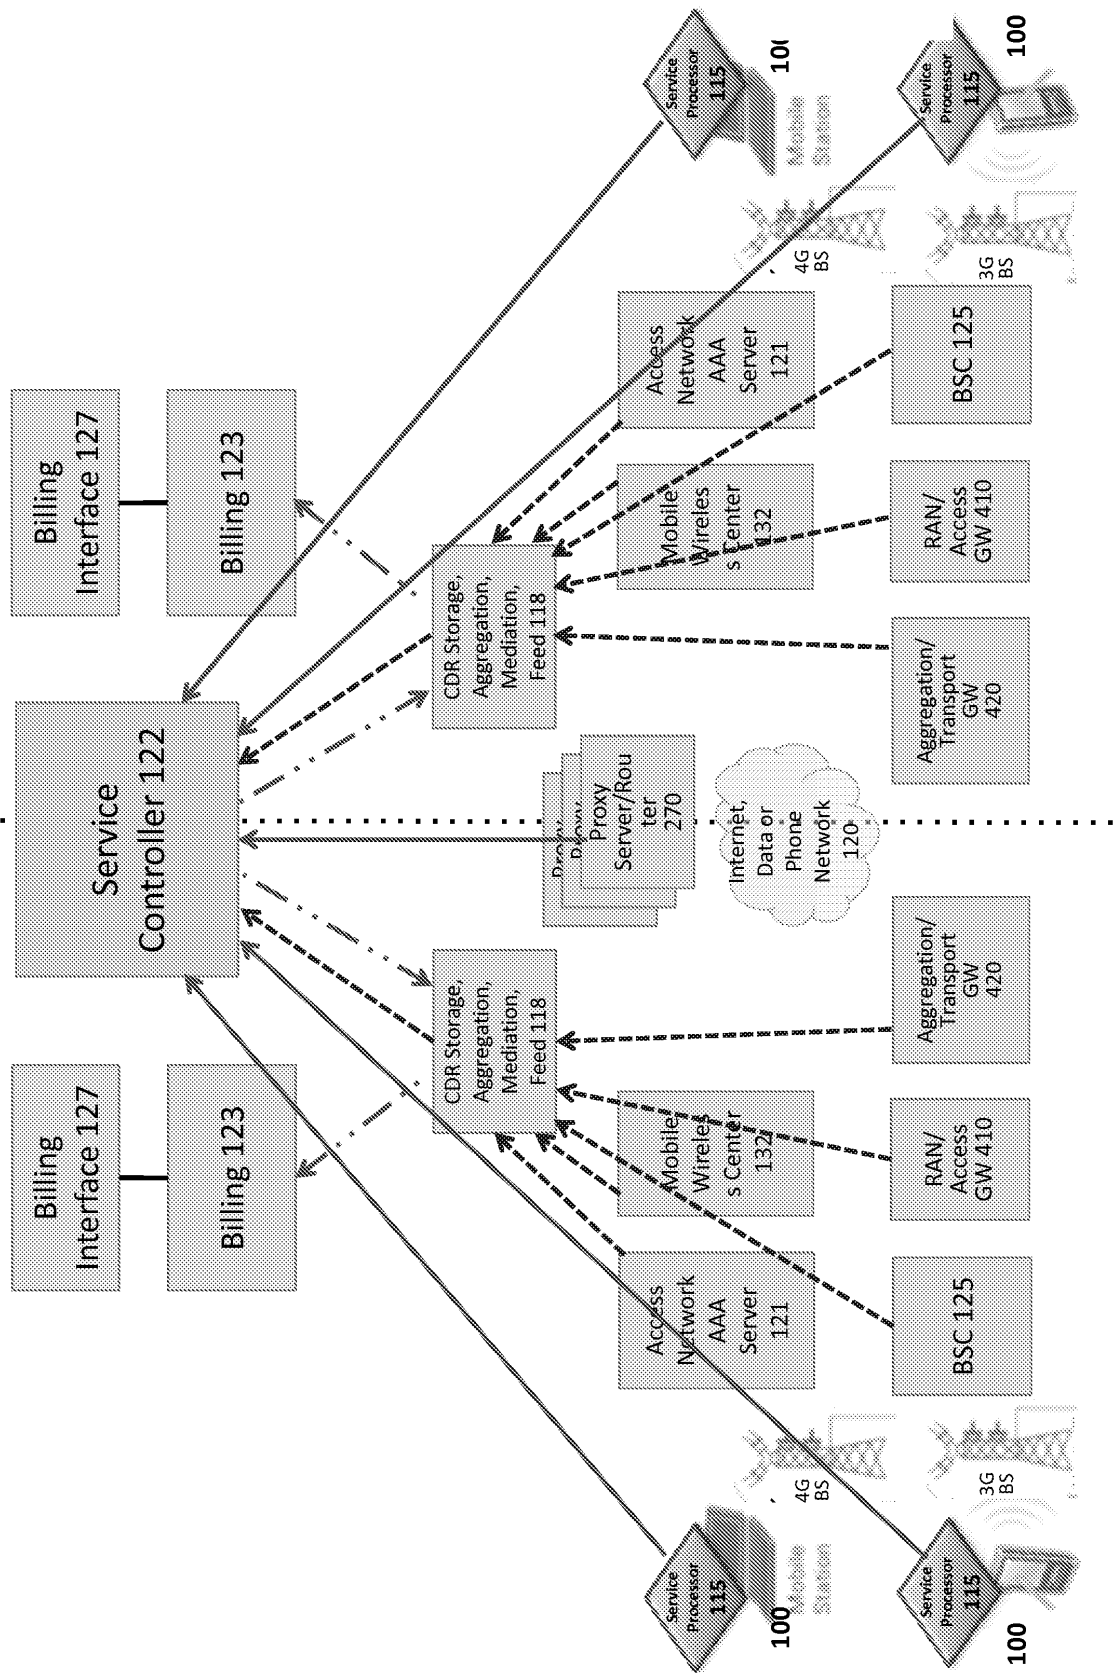 Billing
Interface 127
Service
Controller 122
Billing
Interface 127
Billing 123
Billing 123
CDR Storage,
Aggregation,
Mediation,
Feed 118
CDR Storage,
Aggregation,
Mediation,
Feed 118
Proxy
Server/Rou
ter
270
Service
Processor
115
100
Mobile
Station
Access
Network
AAA
Server
121
Mobile
Wireles
s Center
132
Internet,
Data or
Phone
Network
120
Mobile
Wireles
s Center
132
Access
Network
AAA
Server
121
Service
Processor
115
Mobile
Station
4G
BS
4G
BS
Service
Processor
115
100
3G
BS
BSC 125
RAN/
Access
GW 410
Aggregation/
Transport
GW
420
Aggregation/
Transport
GW
420
RAN/
Access
GW 410
BSC 125
3G
BS
Service
Processor
115
100